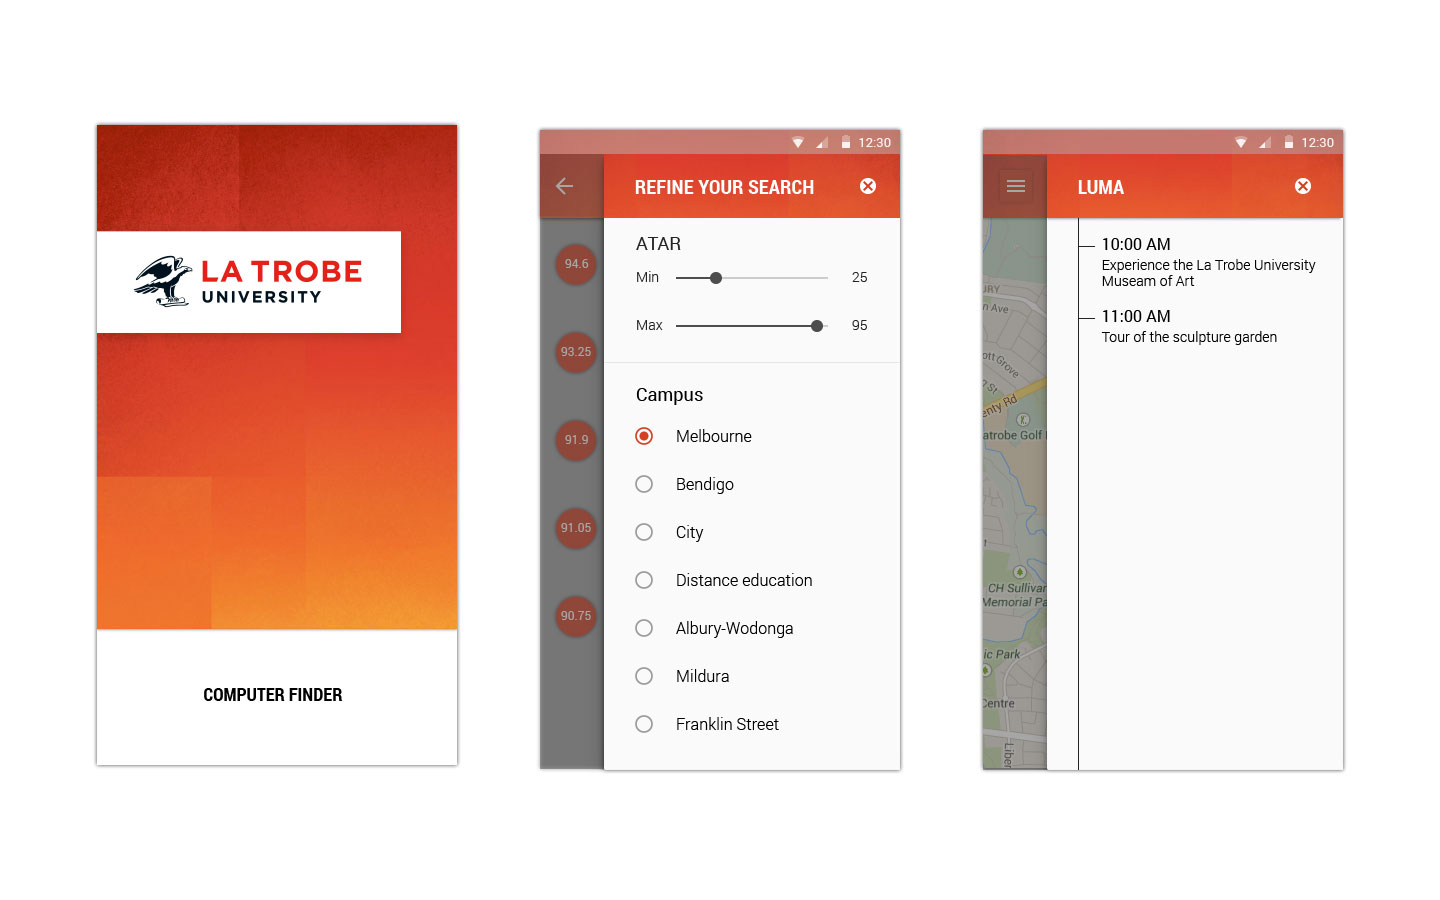 LA TROBE
UNIVERSITY
COMPUTER FINDER
12:30
REFINE YOUR SEARCH
94.6
93.25
91.9
91.05
90.75
ATAR
Min 25
Max 95
Campus
Melbourne
Bendigo
City
Distance education
Albury-Wodonga
Mildura
Franklin Street
12:30
LUMA
10:00 AM
Experience the La Trobe University
Museam of Art
11:00 AM
Tour of the sculpture garden
URY
n Ave
ott Grove
g St
enty Rd
atrobe Golf
t
CH Sullivar
Memorial Pa
ic Park
Centre
Liber